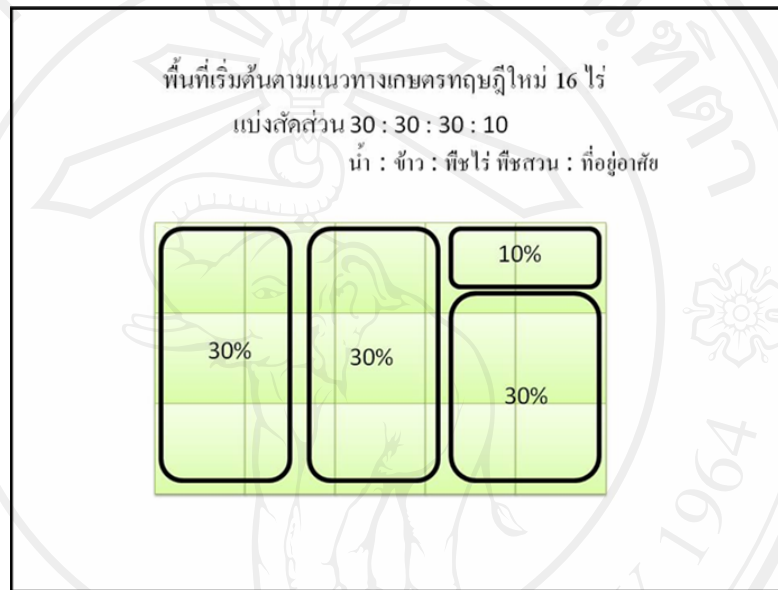 พื้นที่เริ่มต้นตามแนวทางเกษตรทฤษฎีใหม่ 16 ไร่
แบ่งสัดส่วน 30 : 30 : 30 : 10
น้ำ : ข้าว : พืชไร่ พืชสวน : ที่อยู่อาศัย
10%
30%
30%
30%
1964